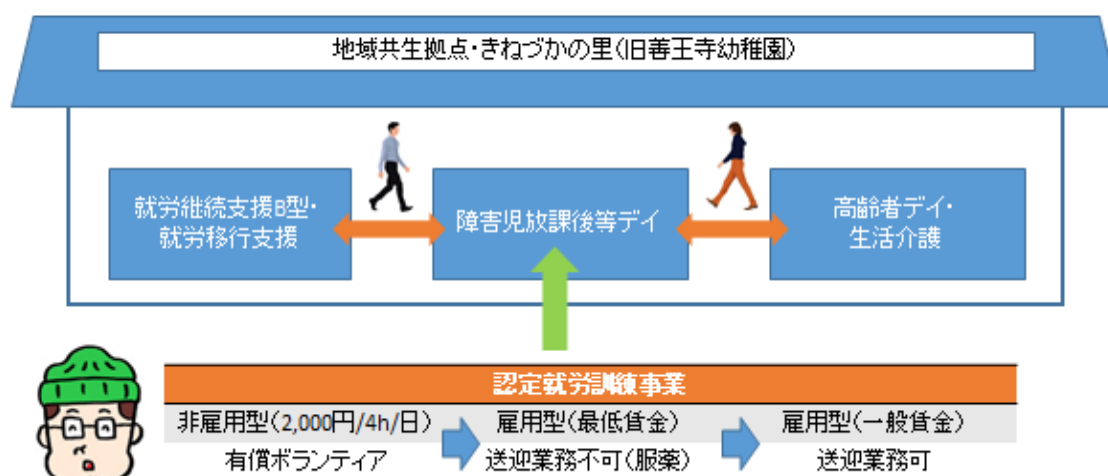 地域共生拠点・きねづかの里(旧善王寺幼稚園)
就労継続支援B型・
就労移行支援
障害児放課後等デイ
高齢者デイ・
生活介護
認定就労訓練事業
非雇用型(2,000円/4h/日)
雇用型(最低賃金)
雇用型(一般賃金)
有償ボランティア
送迎業務不可(服薬)
送迎業務可